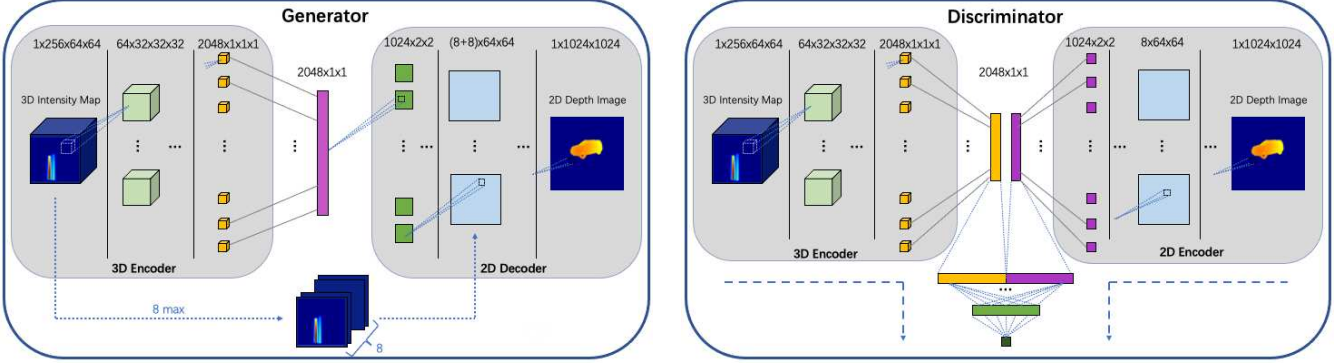 Generator
1x256x64x64 64x32x32x32 2048x1x1x1
2048x1x1
1024x2x2 (8+8)x64x64 1x1024x1024
3D Intensity Map
2D Depth Image
3D Encoder
2D Decoder
8 max
8
Discriminator
1x256x64x64 64x32x32x32 2048x1x1x1
2048x1x1
1024x2x2 8x64x64 1x1024x1024
3D Intensity Map
2D Depth Image
3D Encoder
2D Encoder